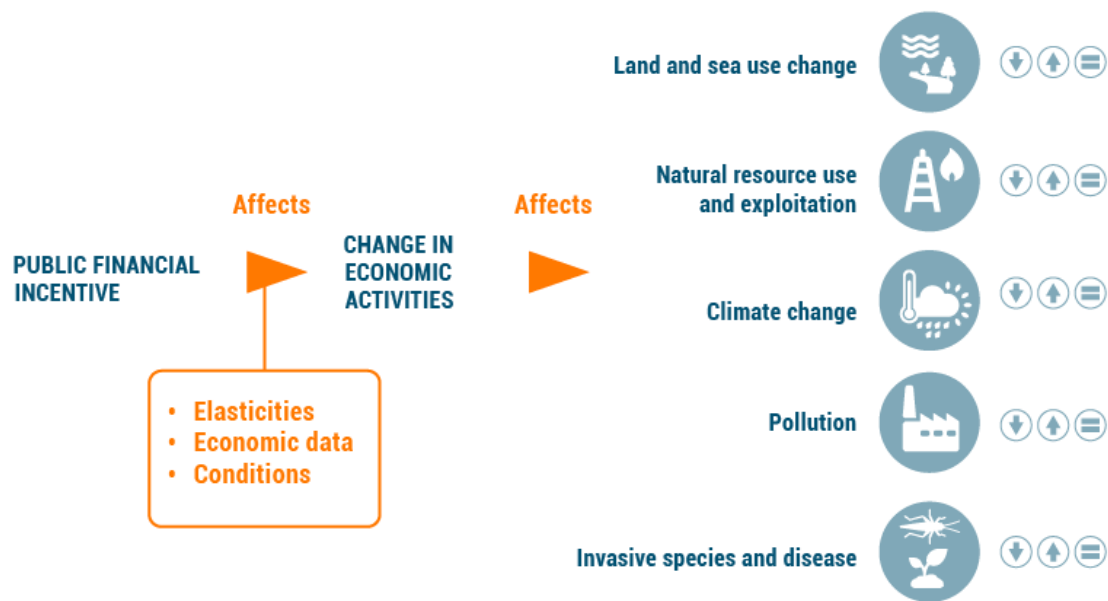 Land and sea use change
Natural resource use
and exploitation
Affects
Affects
PUBLIC FINANCIAL
INCENTIVE
CHANGE IN
ECONOMIC
ACTIVITIES
Climate change
• Elasticities
• Economic data
• Conditions
Pollution
Invasive species and disease